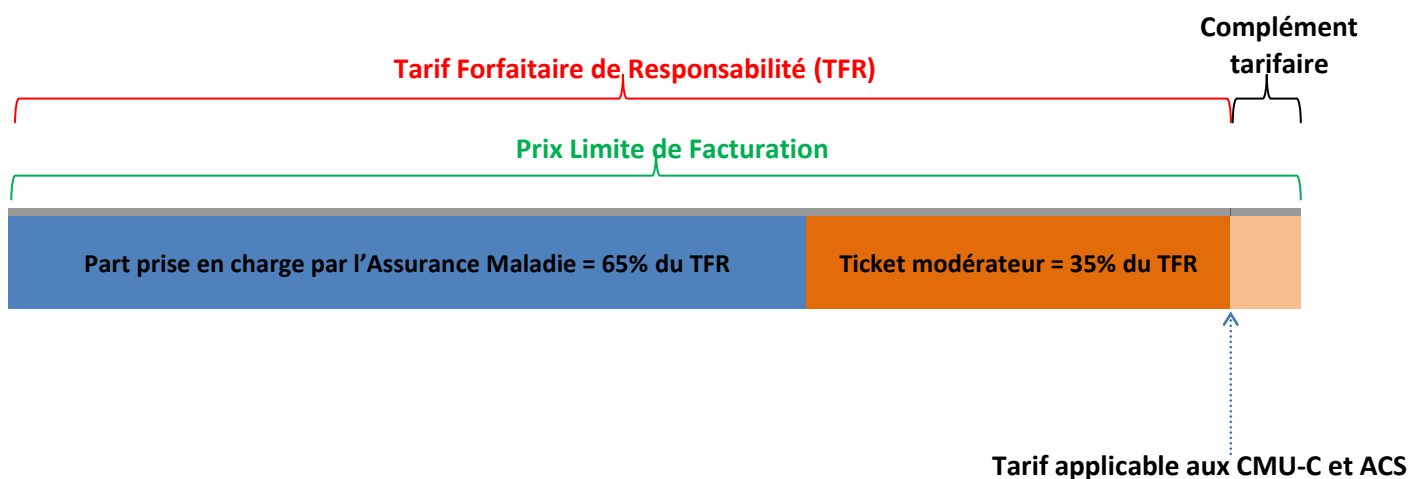 Complément
tarifaire
Tarif Forfaitaire de Responsabilité (TFR)
Prix Limite de Facturation
Part prise en charge par l’Assurance Maladie = 65% du TFR
Ticket modérateur = 35% du TFR
Tarif applicable aux CMU-C et ACS